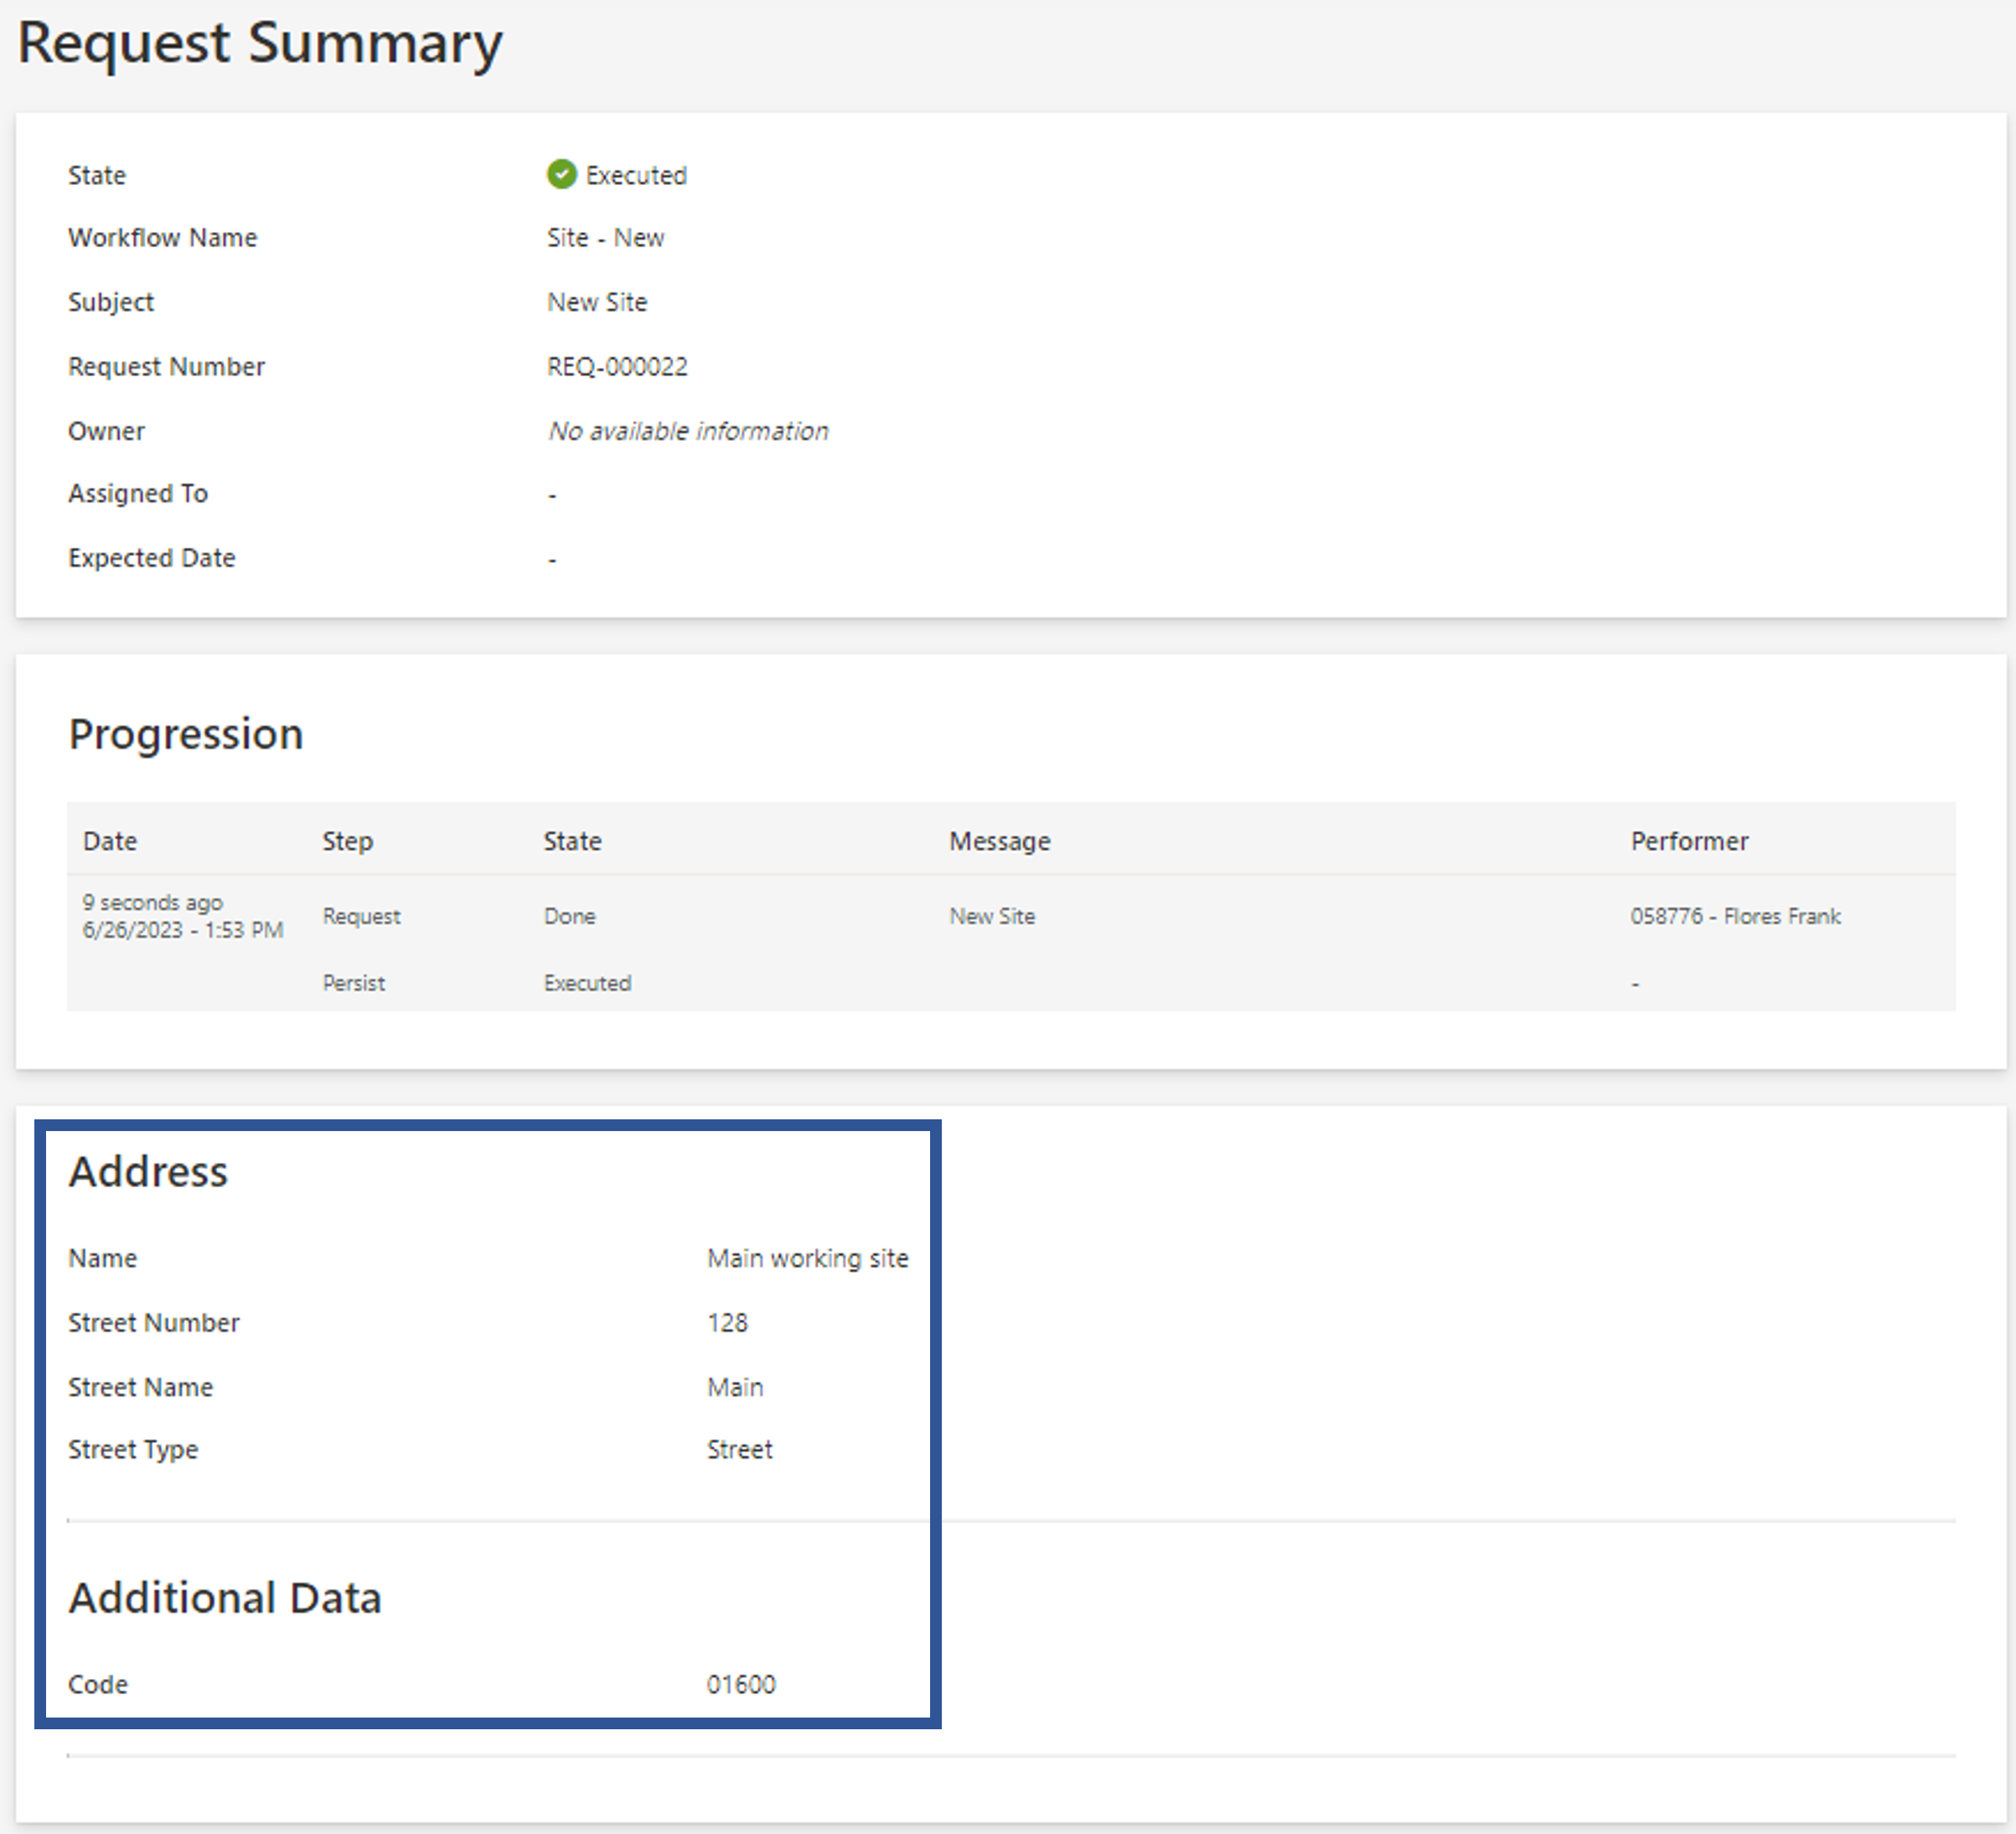 Request Summary
State Executed
Workflow Name Site - New
Subject New Site
Request Number REQ-000022
Owner No available information
Assigned To -
Expected Date -
Progression
Date Step State Message Performer
9 seconds ago
6/26/2023 - 1:53 PM Request Done New Site 058776 - Flores Frank
Persist Executed -
Address
Name Main working site
Street Number 128
Street Name Main
Street Type Street
Additional Data
Code 01600